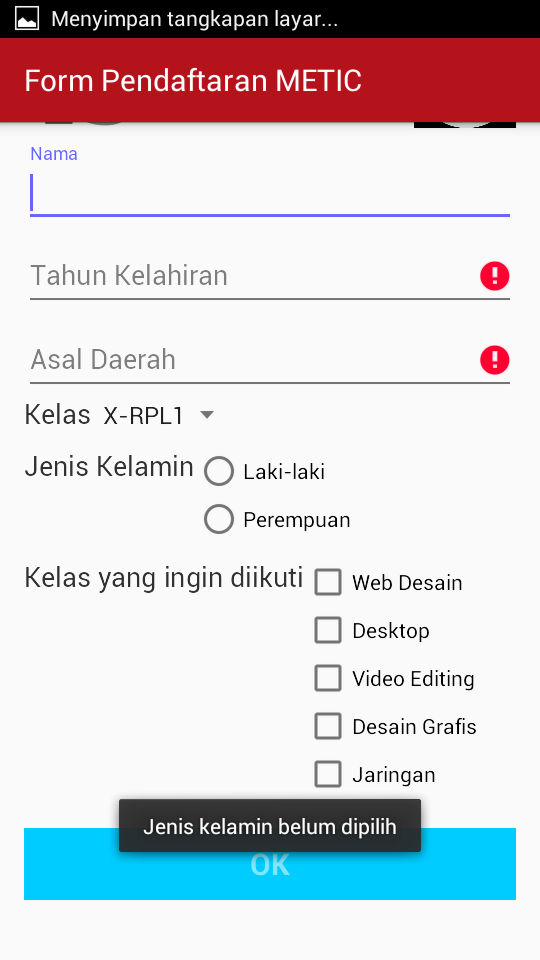 Menyimpan tangkapan layar...
Form Pendaftaran METIC
Nama
Tahun Kelahiran
Asal Daerah
Kelas X-RPL1
Jenis Kelamin Laki-laki
Perempuan
Kelas yang ingin diikuti Web Desain
Desktop
Video Editing
Desain Grafis
Jaringan
Jenis kelamin belum dipilih
OK